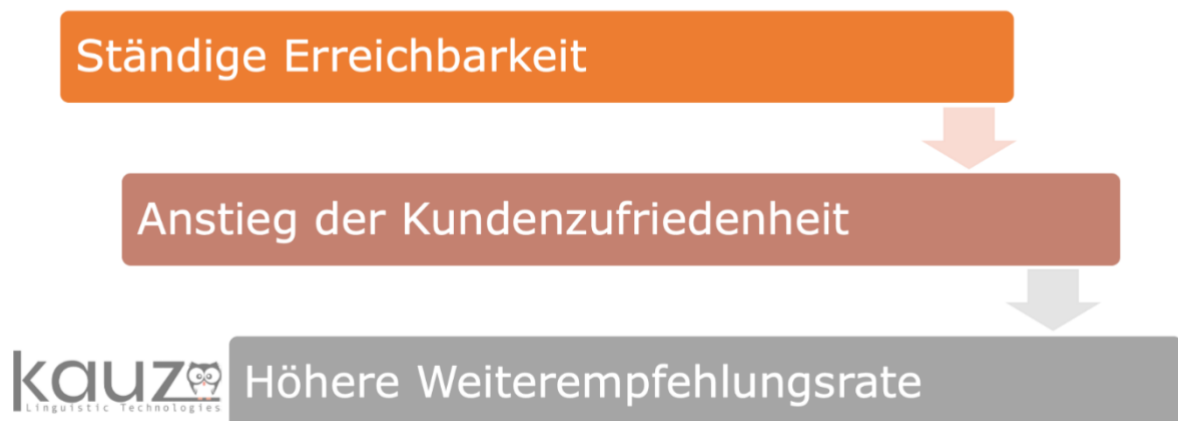 Ständige Erreichbarkeit
Anstieg der Kundenzufriedenheit
kauz
Linguistic Technologies
Höhere Weiterempfehlungsrate